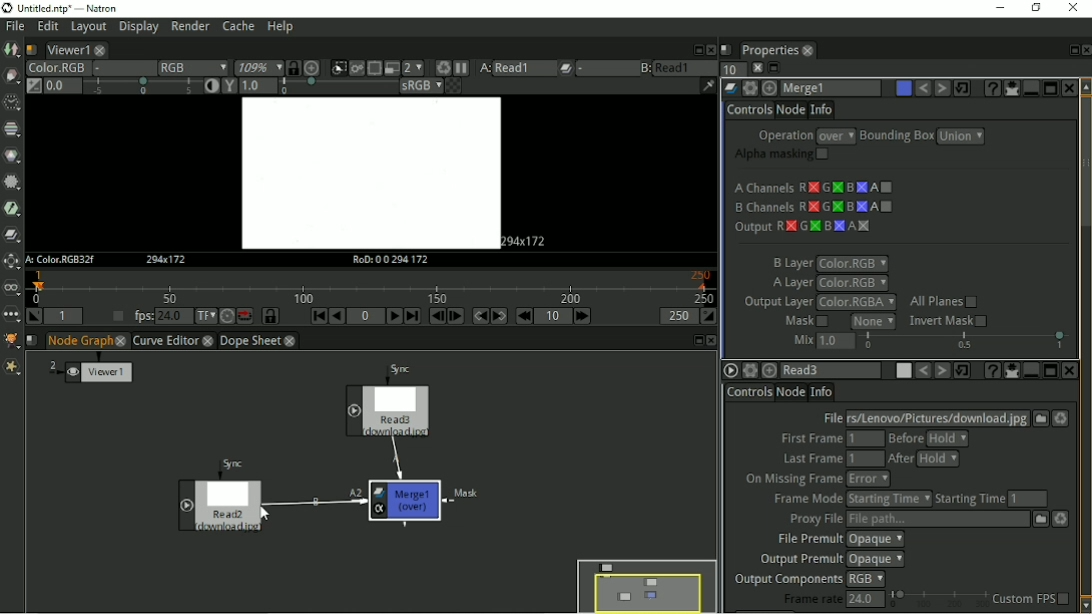 Untitled.ntp* — Natron
File Edit Layout Display Render Cache Help
Viewer1
Color.RGB - RGB 109% 2 A: Read1 - B: Read1
0.0 -5 0 5 Y 1.0 0 sRGB
294x172
A: Color.RGB32f 294x172 RoD: 0 0 294 172
1 250
0 50 100 150 200 250
1 fps: 24.0 TF 0 10 250
Node Graph Curve Editor Dope Sheet
2 Viewer1
Sync
Read3
(download.jpg)
A
Sync
Read2
(download.jpg)
B
A2
Merge1
(over)
Mask
Properties
10
Merge1
Controls Node Info
Operation over Bounding Box Union
Alpha masking
A Channels R G B A
B Channels R G B A
Output R G B A
B Layer Color.RGB
A Layer Color.RGB
Output Layer Color.RGBA All Planes
Mask None Invert Mask
Mix 1.0 0 0.5 1
Read3
Controls Node Info
File rs/Lenovo/Pictures/download.jpg
First Frame 1 Before Hold
Last Frame 1 After Hold
On Missing Frame Error
Frame Mode Starting Time Starting Time 1
Proxy File File path...
File Premult Opaque
Output Premult Opaque
Output Components RGB
Frame rate 24.0 0 Custom FPS